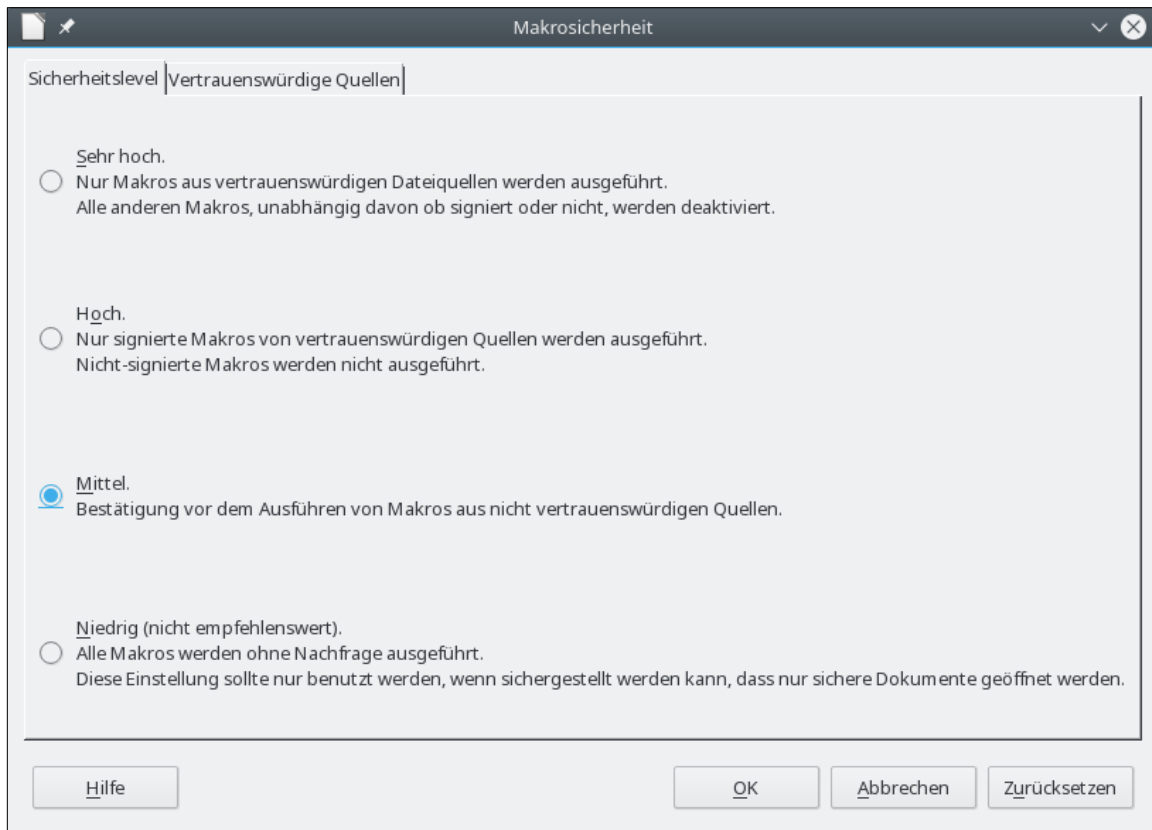 Makrosicherheit
Sicherheitslevel
Vertrauenswürdige Quellen
Sehr hoch.
Nur Makros aus vertrauenswürdigen Dateiquellen werden ausgeführt.
Alle anderen Makros, unabhängig davon ob signiert oder nicht, werden deaktiviert.
Hoch.
Nur signierte Makros von vertrauenswürdigen Quellen werden ausgeführt.
Nicht-signierte Makros werden nicht ausgeführt.
Mittel.
Bestätigung vor dem Ausführen von Makros aus nicht vertrauenswürdigen Quellen.
Niedrig (nicht empfehlenswert).
Alle Makros werden ohne Nachfrage ausgeführt.
Diese Einstellung sollte nur benutzt werden, wenn sichergestellt werden kann, dass nur sichere Dokumente geöffnet werden.
Hilfe
OK
Abbrechen
Zurücksetzen